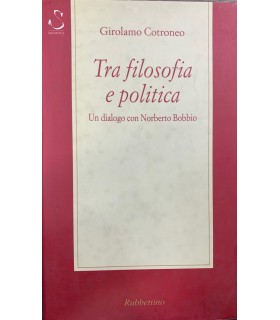 Girolamo Cotroneo
Tra filosofia
e politica
Un dialogo con Norberto Bobbio
Rubbettino